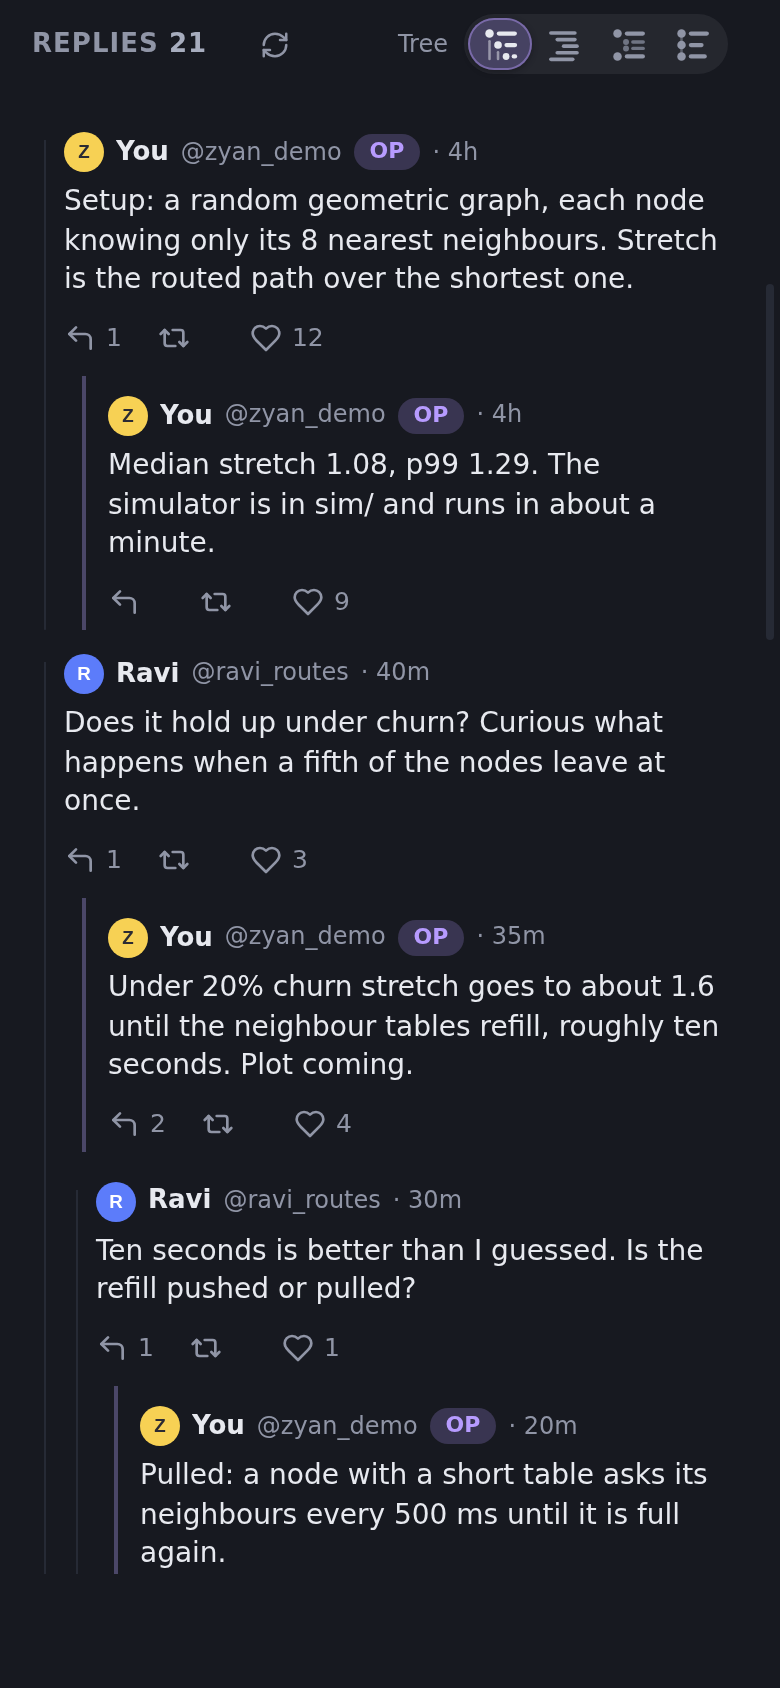 REPLIES 21
Tree
Z You @zyan_demo OP · 4h
Setup: a random geometric graph, each node
knowing only its 8 nearest neighbours. Stretch
is the routed path over the shortest one.
1 12
Z You @zyan_demo OP · 4h
Median stretch 1.08, p99 1.29. The
simulator is in sim/ and runs in about a
minute.
9
R Ravi @ravi_routes · 40m
Does it hold up under churn? Curious what
happens when a fifth of the nodes leave at
once.
1 3
Z You @zyan_demo OP · 35m
Under 20% churn stretch goes to about 1.6
until the neighbour tables refill, roughly ten
seconds. Plot coming.
2 4
R Ravi @ravi_routes · 30m
Ten seconds is better than I guessed. Is the
refill pushed or pulled?
1 1
Z You @zyan_demo OP · 20m
Pulled: a node with a short table asks its
neighbours every 500 ms until it is full
again.